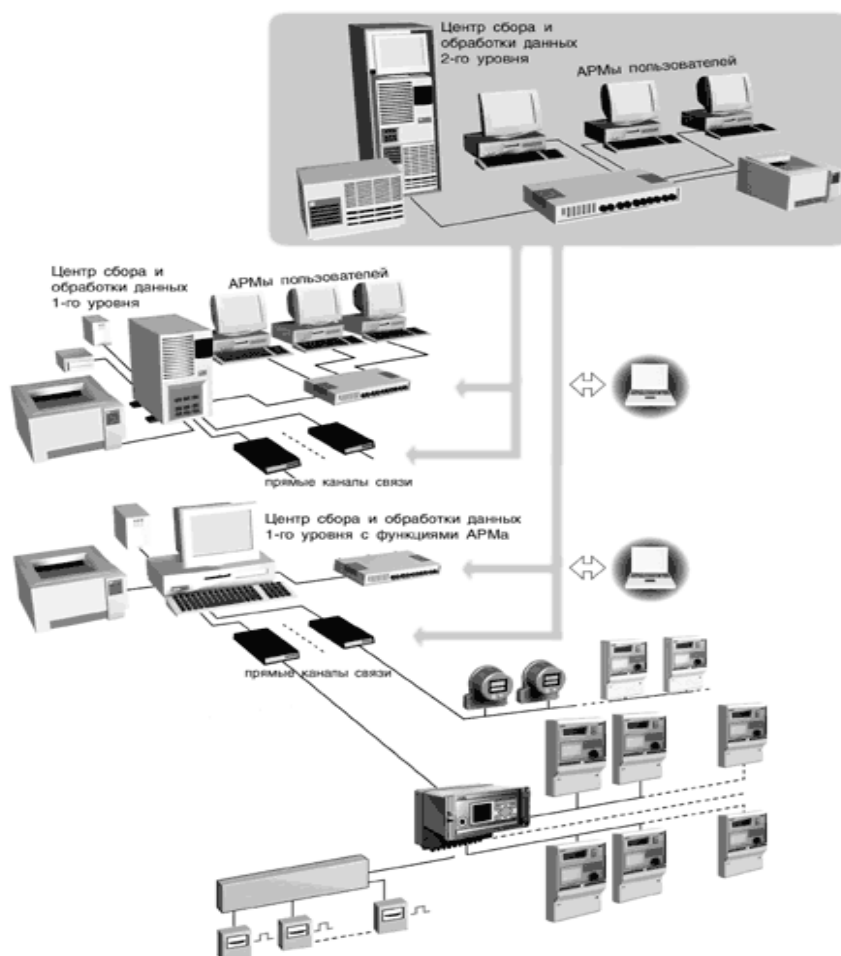 Центр сбора и
обработки данных
2-го уровня
АРМы пользователей
Центр сбора и
обработки данных
1-го уровня
АРМы пользователей
прямые каналы связи
Центр сбора и обработки данных
1-го уровня с функциями АРМа
прямые каналы связи